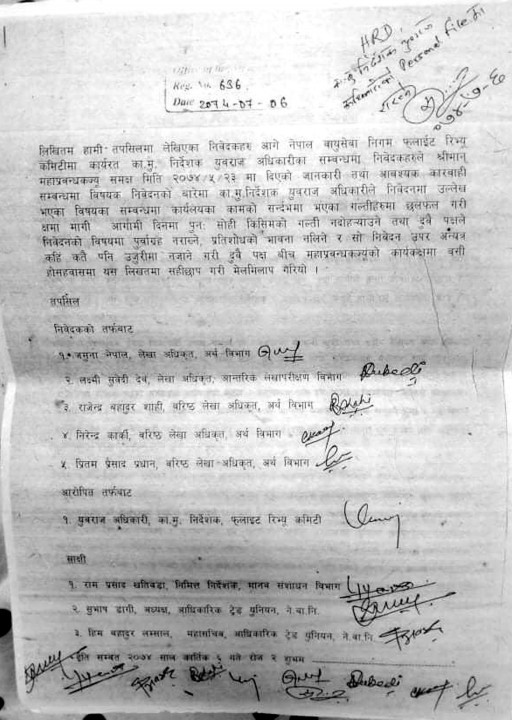 HRD,
Personal File मा
Reg. No. 636
Date 2074-07-06
०७४-७-६
लिखितम हामी तपसिलमा लेखिएका निवेदकहरु आगे नेपाल वायुसेवा निगम फ्लाईट रिभ्यु
कमिटीमा कार्यरत का.मु. निर्देशक युवराज अधिकारीका सम्बन्धमा निवेदकहरुले श्रीमान्
महाप्रबन्धकज्यू समक्ष मिति २०७४/५/२३ मा दिएको जानकारी तथा आवश्यक कारवाही
सम्बन्धमा विषयक निवेदनको बारेमा का.मु.निर्देशक युवराज अधिकारीले निवेदनमा उल्लेख
भएका विषयका सम्बन्धमा कार्यालयका कामको सन्दर्भमा भएका गल्तीहरुमा छलफल गरी
क्षमा मागी आगामी दिनमा पुनः सोही किसिमको गल्ती नदोहर्‍याउने तथा दुवै पक्षले
निवेदनको विषयमा पुर्वाग्रह नराख्ने, प्रतिशोधको भावना नलिने र सो निवेदन उपर अन्यत्र
कहिं कतै पनि उजुरीमा नजाने गरी दुवै पक्ष बीच महाप्रबन्धकज्यूको कार्यकक्षमा बसी
होसहवासमा यस लिखतमा सहीछाप गरी मेलमिलाप गरियो ।
तपसिल
निवेदकको तर्फबाट
१. जमुना नेपाल, लेखा अधिकृत, अर्थ विभाग
२. लक्ष्मी सुवेदी देव, लेखा अधिकृत, आन्तरिक लेखापरीक्षण विभाग Subedi
३. राजेन्द्र बहादुर शाही, वरिष्ठ लेखा अधिकृत, अर्थ विभाग
४. निरेन्द्र कार्की, वरिष्ठ लेखा अधिकृत, अर्थ विभाग
५. प्रितम प्रसाद प्रधान, वरिष्ठ लेखा अधिकृत, अर्थ विभाग
आरोपित तर्फबाट
१. युवराज अधिकारी, का.मु. निर्देशक, फ्लाइट रिभ्यु कमिटी
साक्षी
१. राम प्रसाद खतिवडा, निमित्त निर्देशक, मानव संशाधन विभाग
२. सुभाष डांगी, अध्यक्ष, आधिकारिक ट्रेड युनियन, ने.वा.नि.
३. हिम बहादुर लम्साल, महासचिव, आधिकारिक ट्रेड युनियन, ने.वा.नि.
इति सम्बत २०७४ साल कार्तिक ६ गते रोज २ शुभम
Subedi